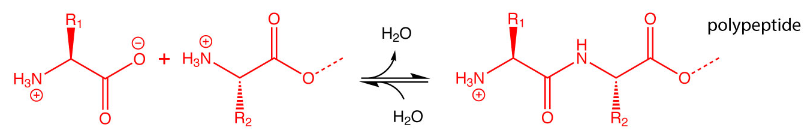 R1
O
⊖
O
H3N
⊕
O
+
⊕
H3N
O
O
R2
H2O
H2O
R1
H3N
⊕
O
H
N
O
O
R2
polypeptide